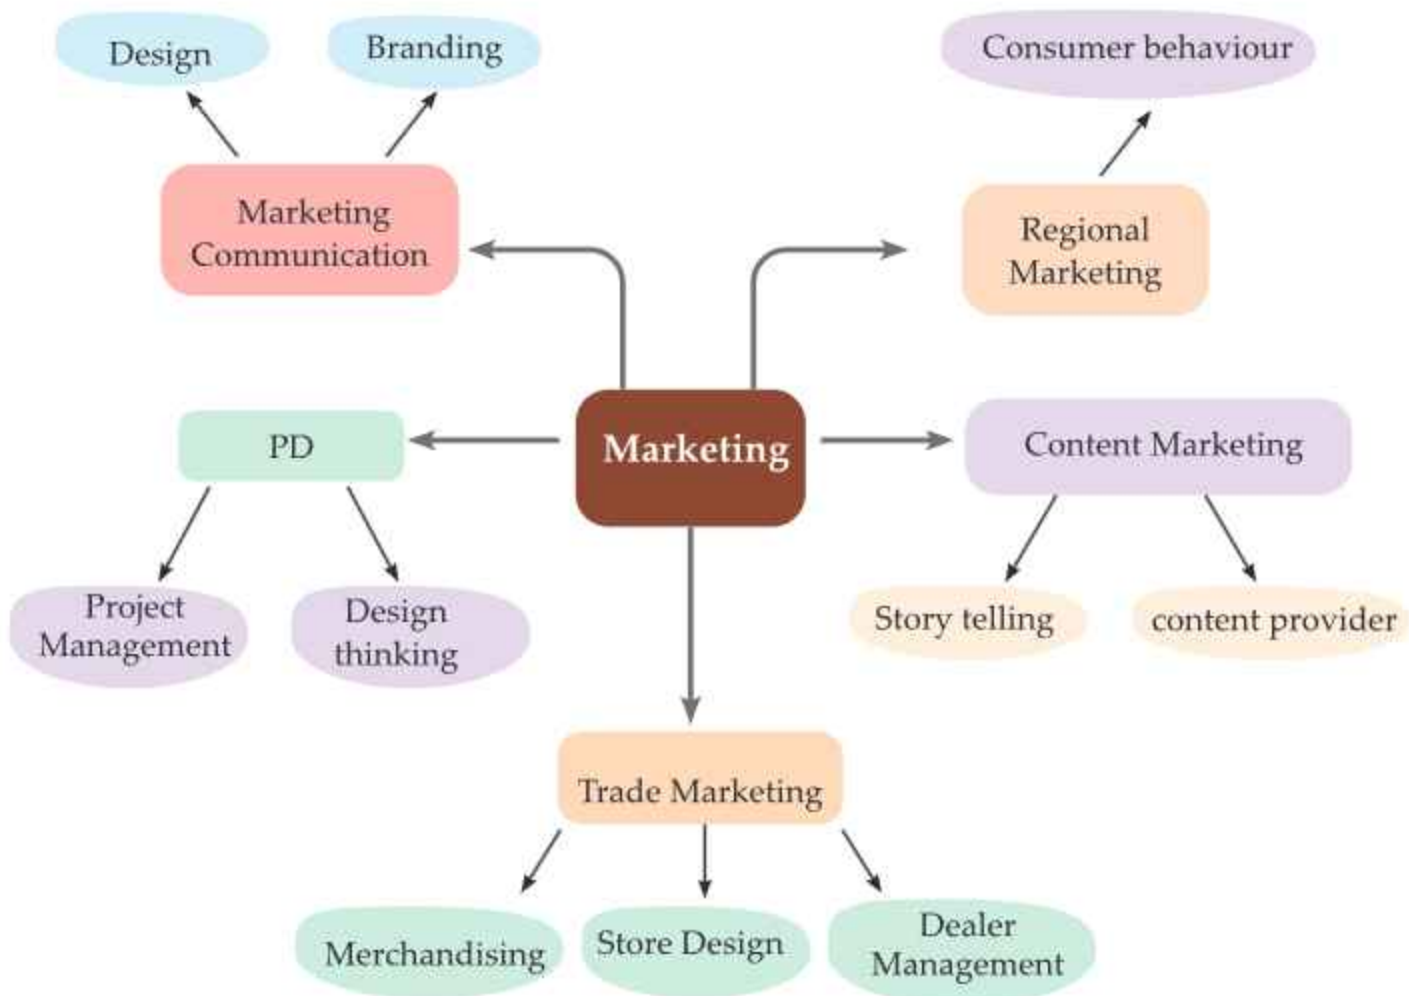 Design
Branding
Consumer behaviour
Marketing
Communication
Regional
Marketing
PD
Marketing
Content Marketing
Project
Management
Design
thinking
Story telling
content provider
Trade Marketing
Merchandising
Store Design
Dealer
Management